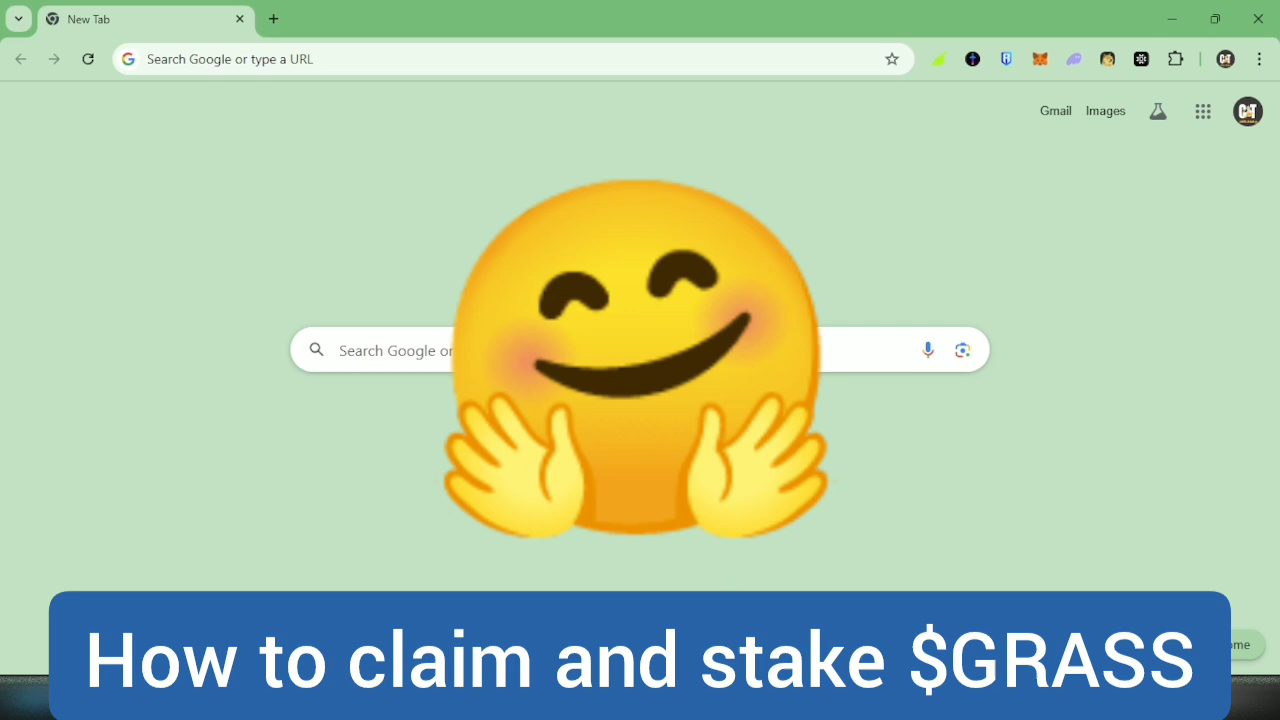 New Tab
Search Google or type a URL
Gmail Images
Search Google or
How to claim and stake $GRASS